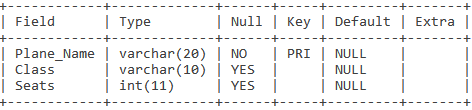 +------------+-------------+------+-----+---------+-------+
| Field      | Type        | Null | Key | Default | Extra |
+------------+-------------+------+-----+---------+-------+
| Plane_Name | varchar(20) | NO   | PRI | NULL    |       |
| Class      | varchar(10) | YES  |     | NULL    |       |
| Seats      | int(11)     | YES  |     | NULL    |       |
+------------+-------------+------+-----+---------+-------+